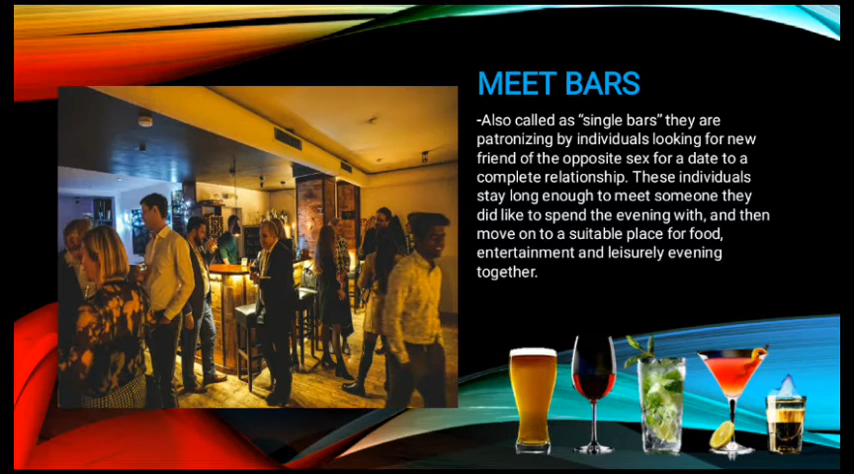 MEET BARS
-Also called as “single bars” they are
patronizing by individuals looking for new
friend of the opposite sex for a date to a
complete relationship. These individuals
stay long enough to meet someone they
did like to spend the evening with, and then
move on to a suitable place for food,
entertainment and leisurely evening
together.